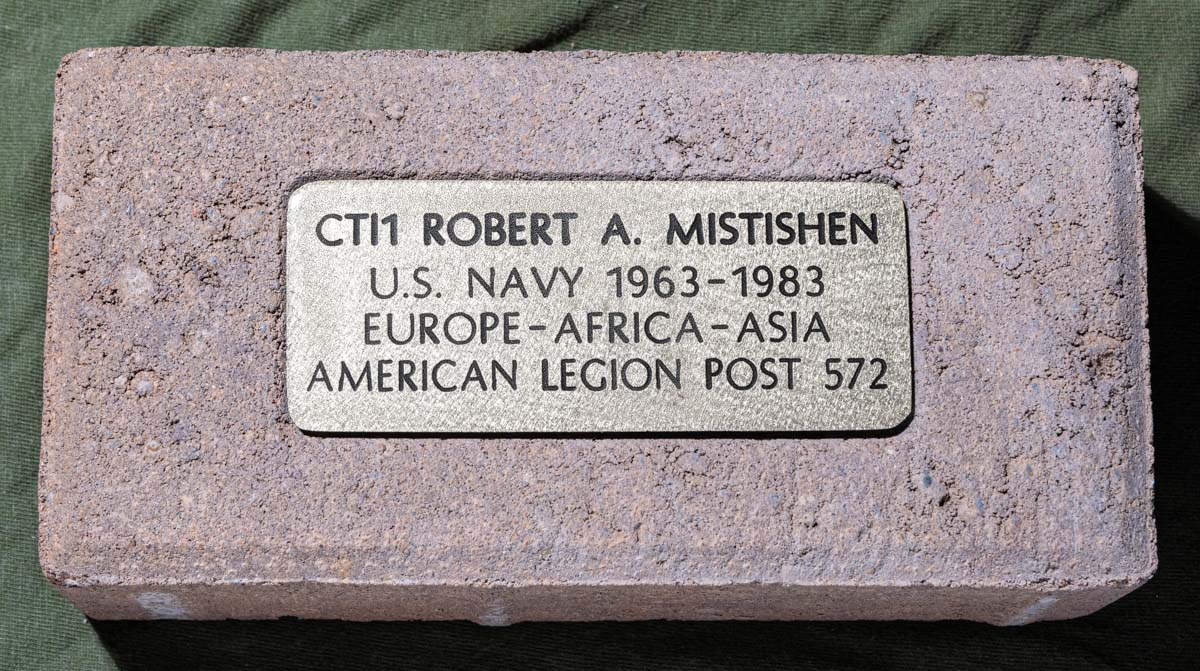 CTI1 ROBERT A. MISTISHEN
U.S. NAVY 1963-1983
EUROPE-AFRICA-ASIA
AMERICAN LEGION POST 572